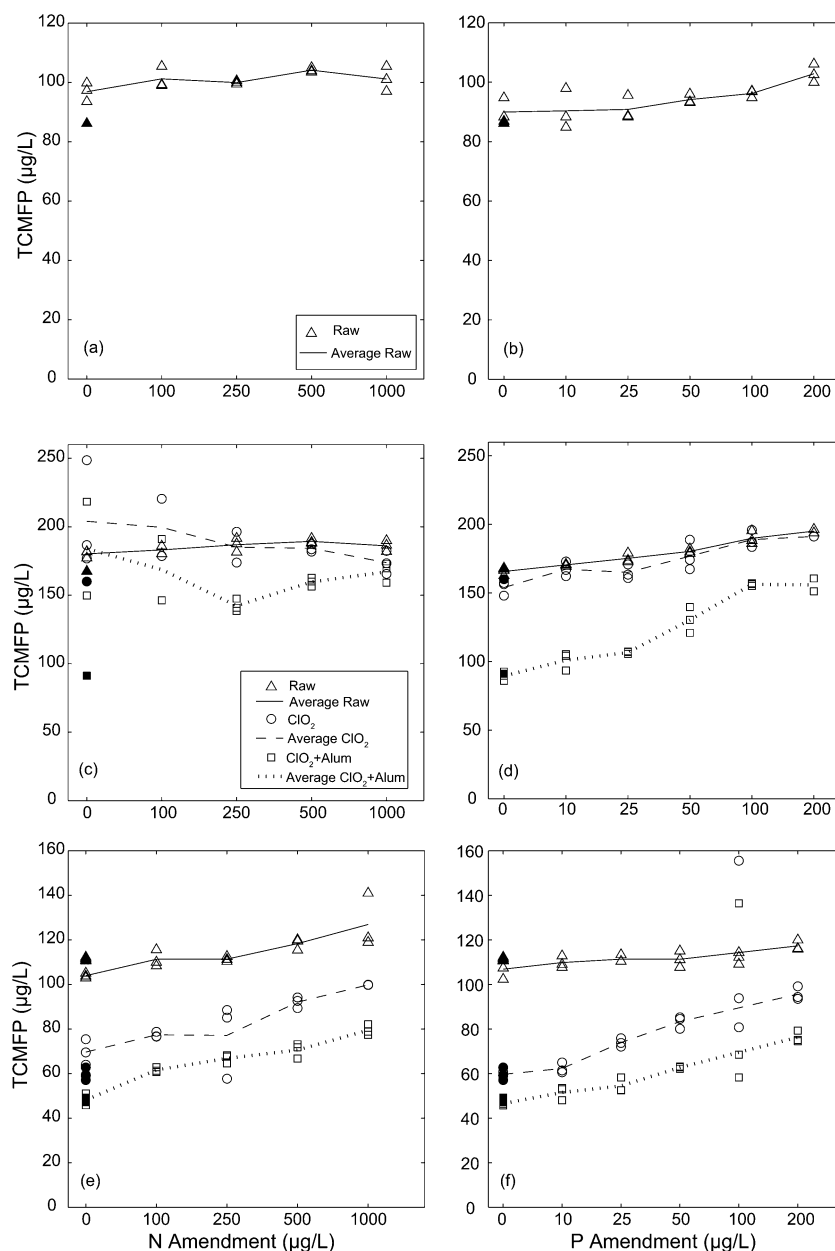 120
100
80
60
40
20
0
TCMFP (µg/L)
(a)
Raw
Average Raw
0 100 250 500 1000
120
100
80
60
40
20
0
(b)
0 10 25 50 100 200
250
200
150
100
50
0
TCMFP (µg/L)
(c)
Raw
Average Raw
ClO₂
Average ClO₂
ClO₂+Alum
Average ClO₂+Alum
0 100 250 500 1000
250
200
150
100
50
0
(d)
0 10 25 50 100 200
160
140
120
100
80
60
40
20
0
TCMFP (µg/L)
(e)
0 100 250 500 1000
N Amendment (µg/L)
160
140
120
100
80
60
40
20
0
(f)
0 10 25 50 100 200
P Amendment (µg/L)